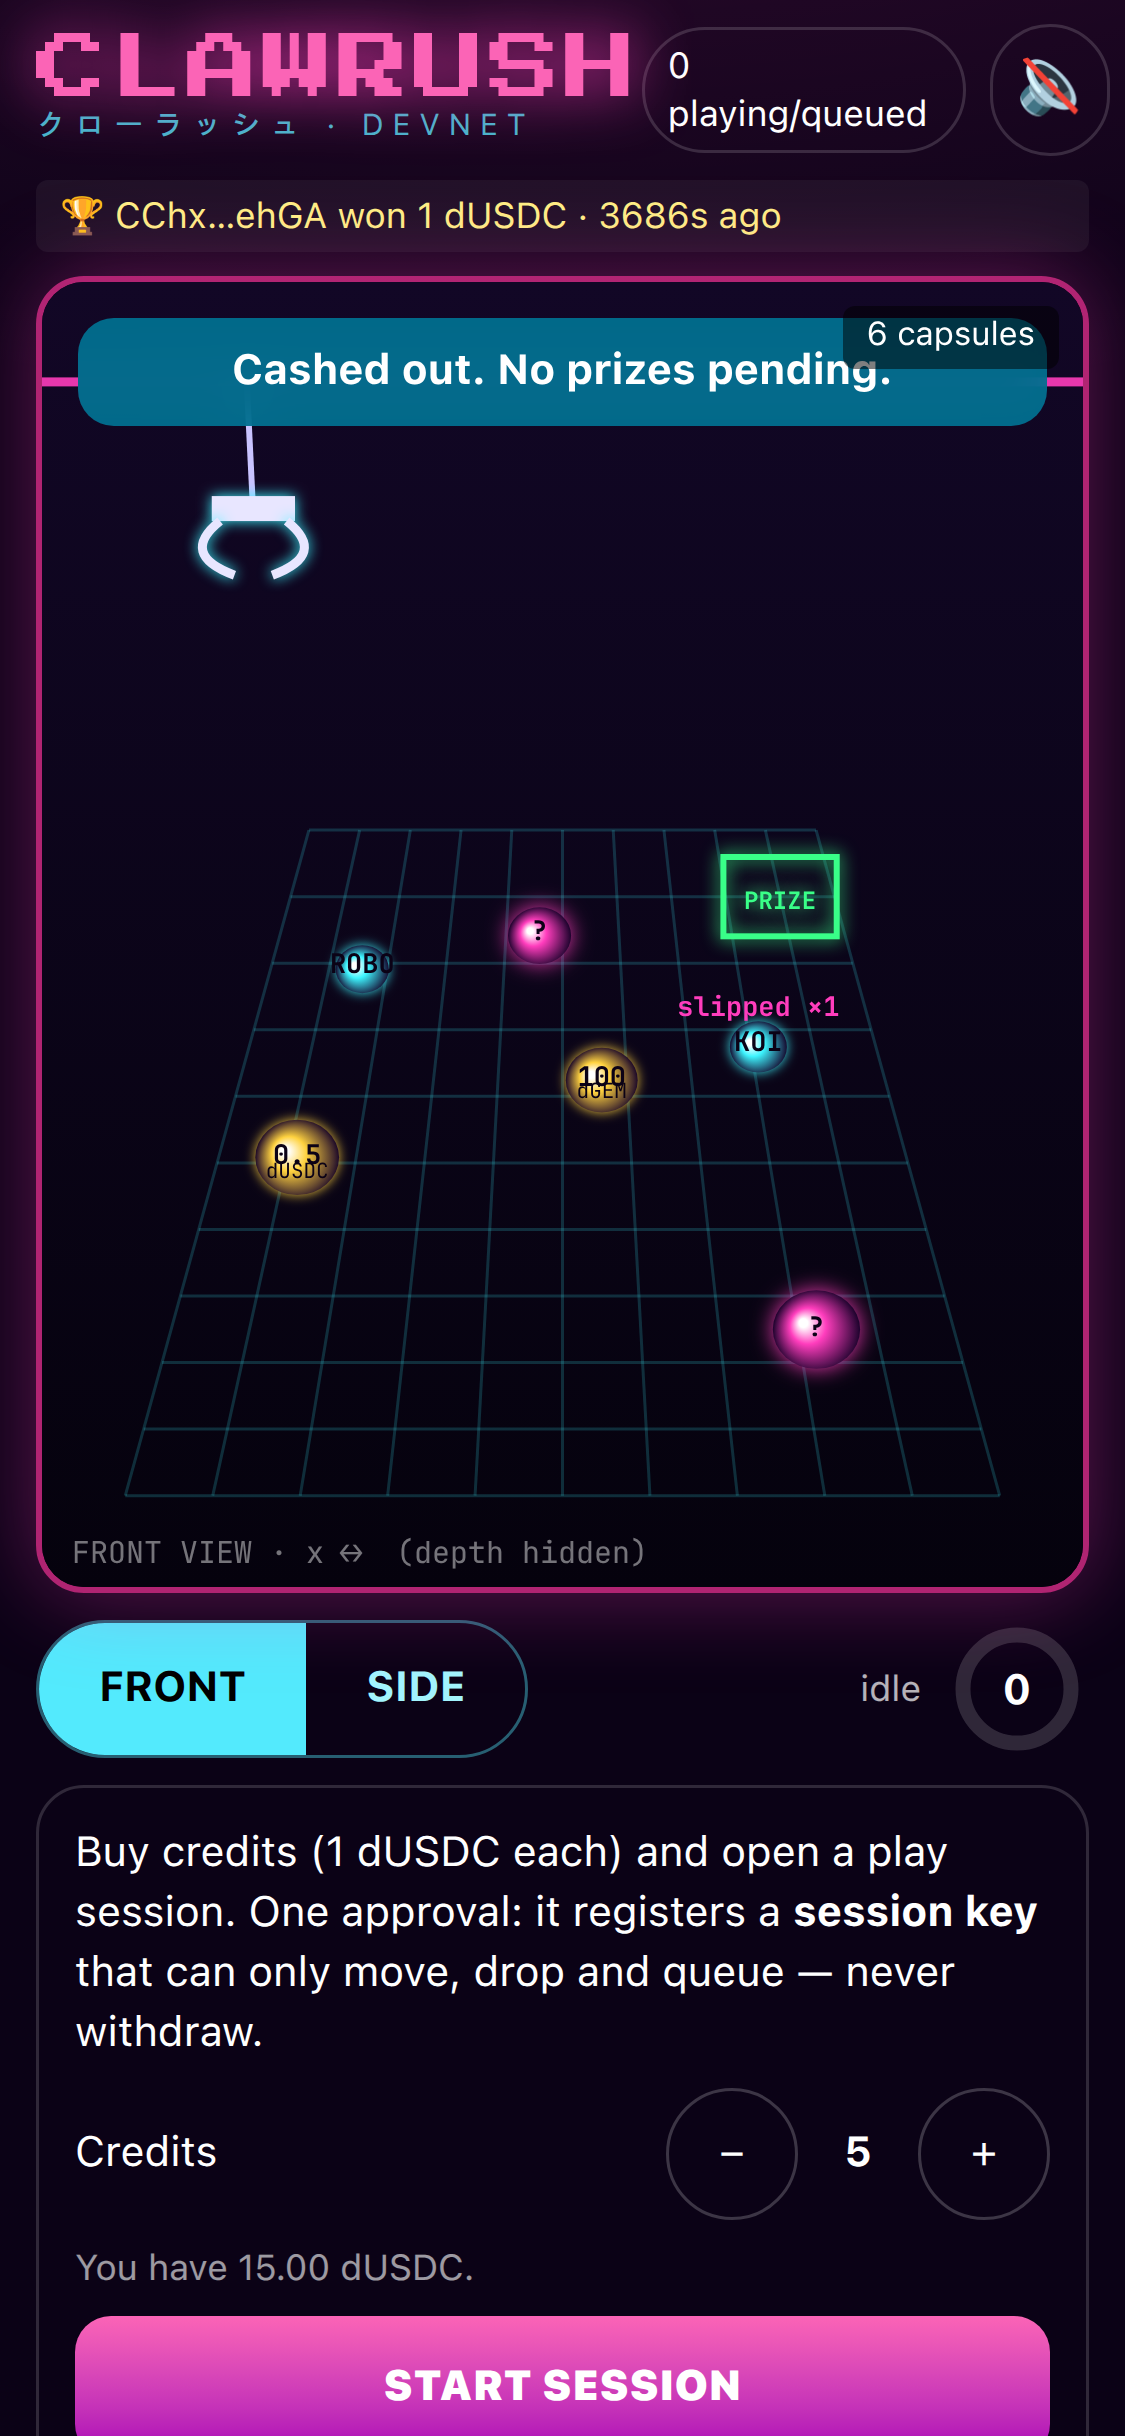 CLAWRUSH
クローラッシュ · DEVNET
0
playing/queued
🏆 CChx...ehGA won 1 dUSDC · 3686s ago
6 capsules
Cashed out. No prizes pending.
PRIZE
?
ROBO
slipped ×1
KOI
100
dGEM
0.5
dUSDC
?
FRONT VIEW · x ↔ (depth hidden)
FRONT
SIDE
idle
0
Buy credits (1 dUSDC each) and open a play
session. One approval: it registers a session key
that can only move, drop and queue — never
withdraw.
Credits
−
5
+
You have 15.00 dUSDC.
START SESSION